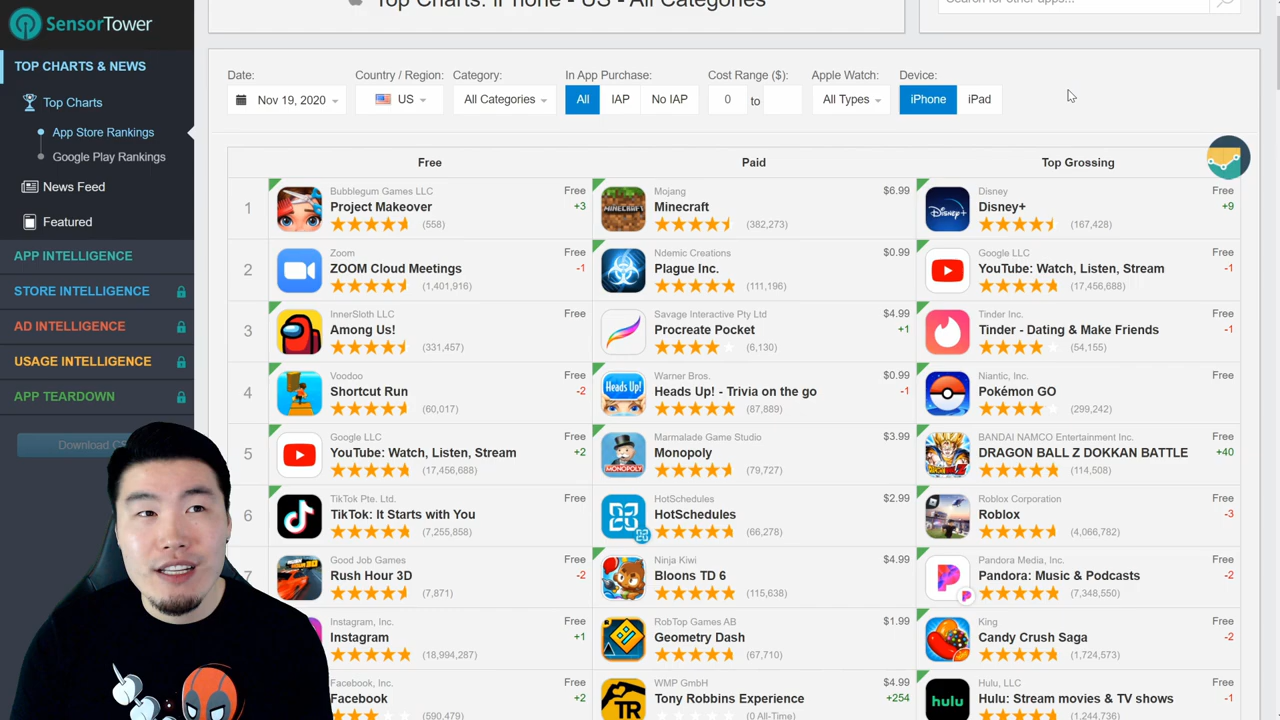 SensorTower
TOP CHARTS & NEWS
Top Charts
App Store Rankings
Google Play Rankings
News Feed
Featured
APP INTELLIGENCE
STORE INTELLIGENCE
AD INTELLIGENCE
USAGE INTELLIGENCE
APP TEARDOWN
Top Charts: iPhone - US - All Categories
Search for other apps...
Date: Country / Region: Category: In App Purchase: Cost Range ($): Apple Watch: Device:
Nov 19, 2020 US All Categories All IAP No IAP 0 to All Types iPhone iPad
Free Paid Top Grossing
1
Bubblegum Games LLC Free
Project Makeover +3
(558)
Mojang $6.99
Minecraft
(382,273)
Disney Free
Disney+ +9
(167,428)
2
Zoom Free
ZOOM Cloud Meetings -1
(1,401,916)
Ndemic Creations $0.99
Plague Inc.
(111,196)
Google LLC Free
YouTube: Watch, Listen, Stream -1
(17,456,688)
3
InnerSloth LLC Free
Among Us!
(331,457)
Savage Interactive Pty Ltd $4.99
Procreate Pocket +1
(6,130)
Tinder Inc. Free
Tinder - Dating & Make Friends -1
(54,155)
4
Voodoo Free
Shortcut Run -2
(60,017)
Warner Bros. $0.99
Heads Up! - Trivia on the go -1
(87,889)
Niantic, Inc. Free
Pokémon GO
(299,242)
5
Google LLC Free
YouTube: Watch, Listen, Stream +2
(17,456,688)
Marmalade Game Studio $3.99
Monopoly
(79,727)
BANDAI NAMCO Entertainment Inc. Free
DRAGON BALL Z DOKKAN BATTLE +40
(114,508)
6
TikTok Pte. Ltd. Free
TikTok: It Starts with You
(7,255,858)
HotSchedules $2.99
HotSchedules
(66,278)
Roblox Corporation Free
Roblox -3
(4,066,782)
7
Good Job Games Free
Rush Hour 3D -2
(7,871)
Ninja Kiwi $4.99
Bloons TD 6
(115,638)
Pandora Media, Inc. Free
Pandora: Music & Podcasts -2
(7,348,550)
Instagram, Inc. Free
Instagram +1
(18,994,287)
RobTop Games AB $1.99
Geometry Dash
(67,710)
King Free
Candy Crush Saga -2
(1,724,573)
Facebook, Inc. Free
Facebook +2
(590,479)
WMP GmbH $4.99
Tony Robbins Experience +254
(0 All-Time)
Hulu, LLC Free
Hulu: Stream movies & TV shows -1
(1,244,736)